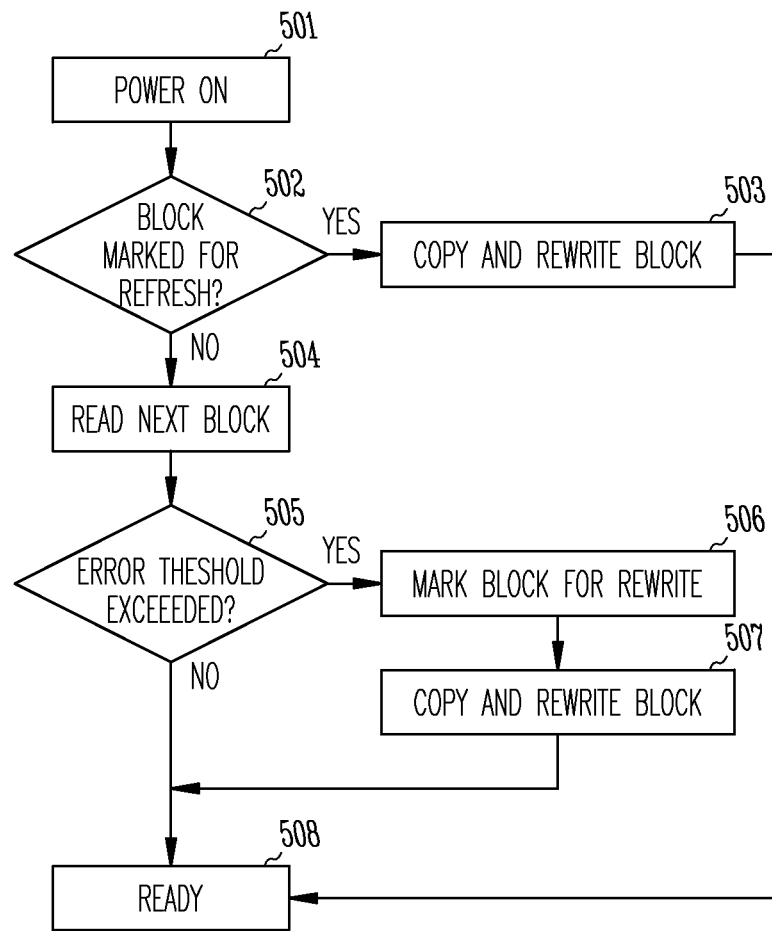 501
POWER ON
502
BLOCK
MARKED FOR
REFRESH?
YES
503
COPY AND REWRITE BLOCK
NO
504
READ NEXT BLOCK
505
ERROR THESHOLD
EXCEEEDED?
YES
506
MARK BLOCK FOR REWRITE
507
COPY AND REWRITE BLOCK
NO
508
READY